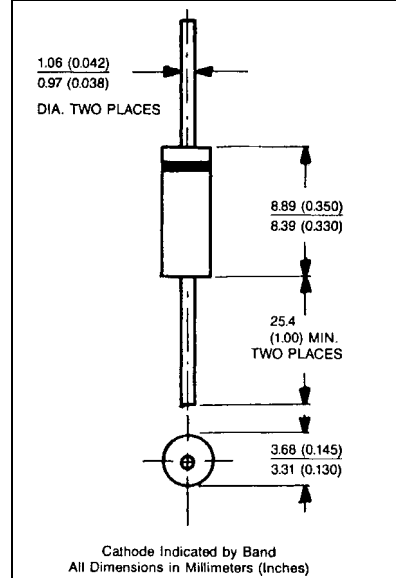 1.06 (0.042)
0.97 (0.038)
DIA. TWO PLACES
8.89 (0.350)
8.39 (0.330)
25.4
(1.00) MIN.
TWO PLACES
3.68 (0.145)
3.31 (0.130)
Cathode Indicated by Band
All Dimensions in Millimeters (Inches)